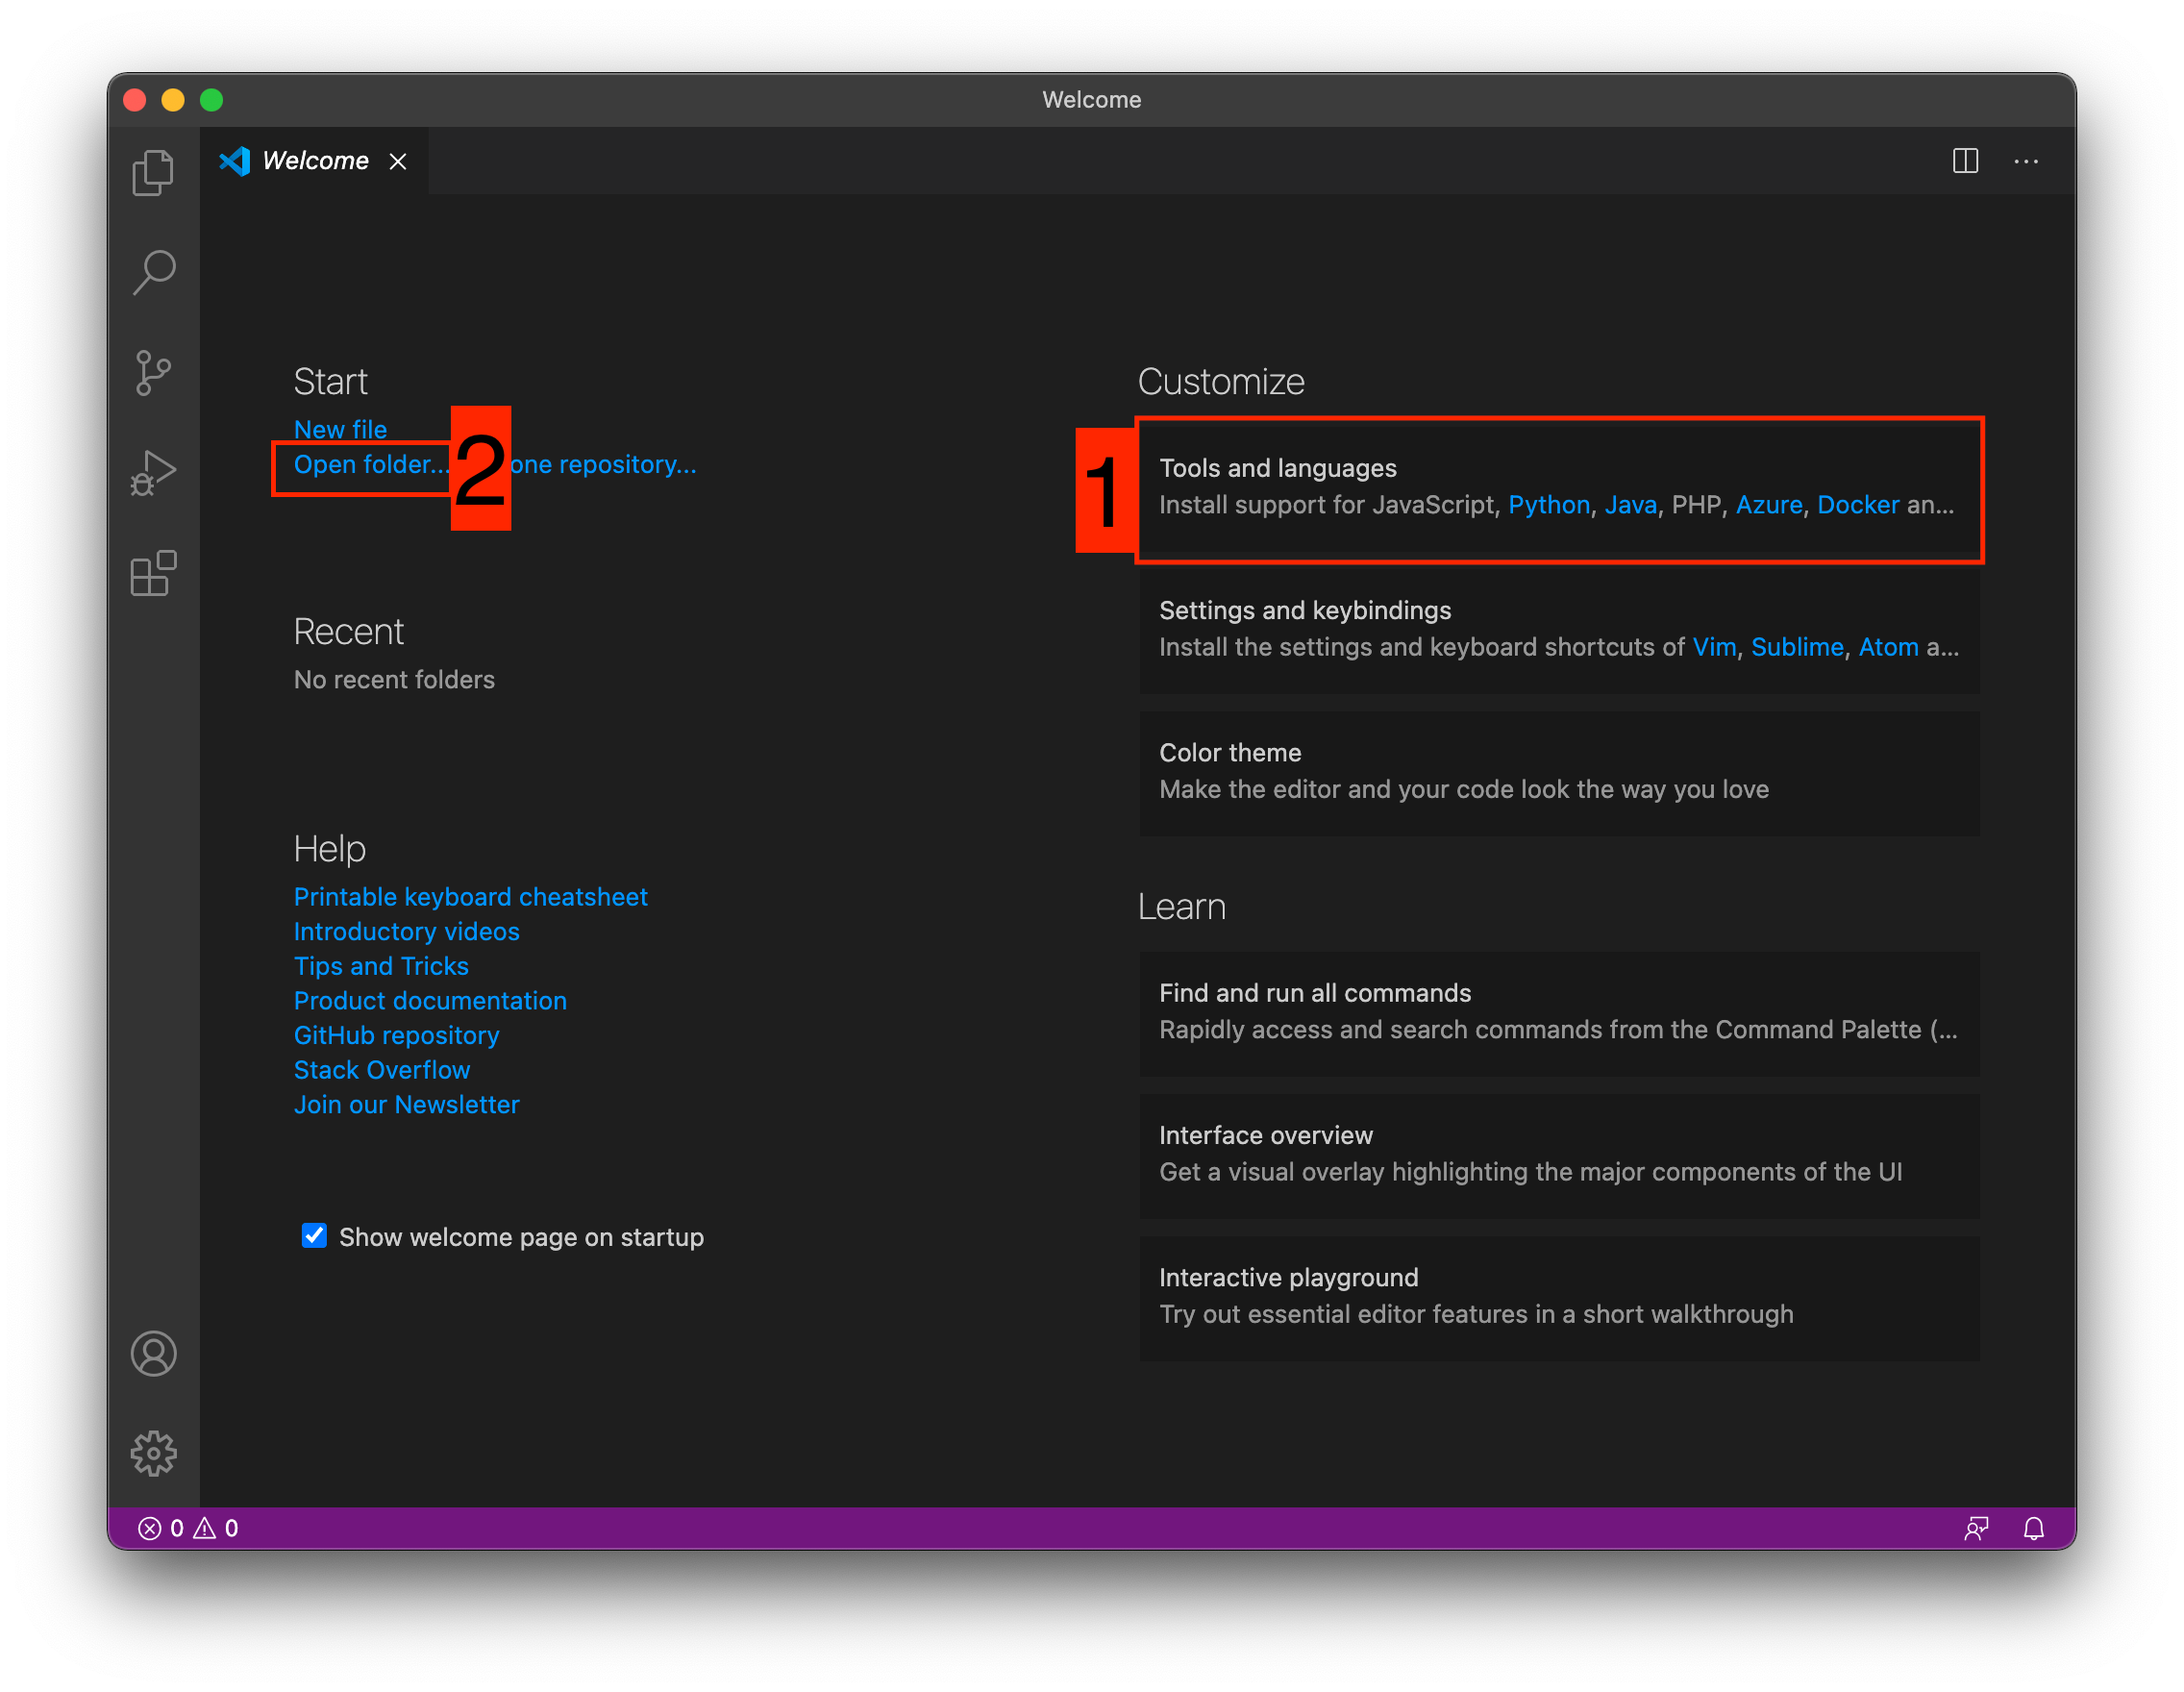 Welcome
Welcome
Start
New file
Open folder... 2 one repository...
Recent
No recent folders
Help
Printable keyboard cheatsheet
Introductory videos
Tips and Tricks
Product documentation
GitHub repository
Stack Overflow
Join our Newsletter
Show welcome page on startup
Customize
1
Tools and languages
Install support for JavaScript, Python, Java, PHP, Azure, Docker an...
Settings and keybindings
Install the settings and keyboard shortcuts of Vim, Sublime, Atom a...
Color theme
Make the editor and your code look the way you love
Learn
Find and run all commands
Rapidly access and search commands from the Command Palette (...
Interface overview
Get a visual overlay highlighting the major components of the UI
Interactive playground
Try out essential editor features in a short walkthrough
0 0